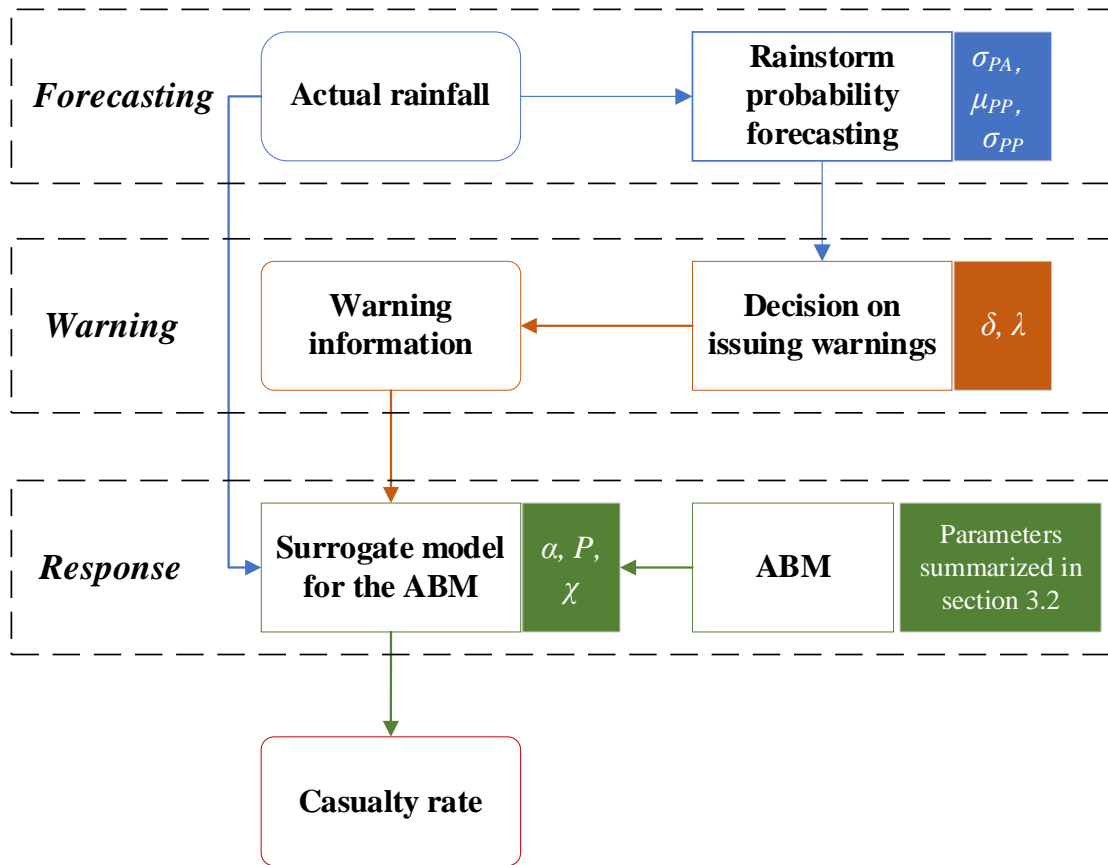 Forecasting
Actual rainfall
Rainstorm
probability
forecasting
σPA,
μPP,
σPP
Warning
Warning
information
Decision on
issuing warnings
δ, λ
Response
Surrogate model
for the ABM
α, P,
χ
ABM
Parameters
summarized in
section 3.2
Casualty rate